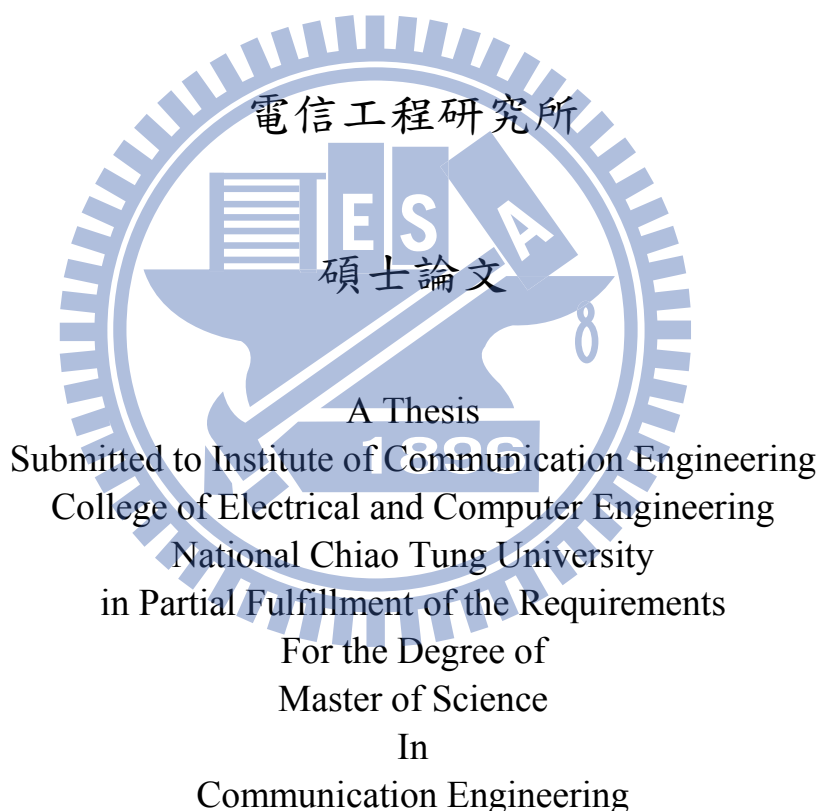 電信工程研究所
E S A
碩士論文
A Thesis
1896
Submitted to Institute of Communication Engineering
College of Electrical and Computer Engineering
National Chiao Tung University
in Partial Fulfillment of the Requirements
For the Degree of
Master of Science
In
Communication Engineering